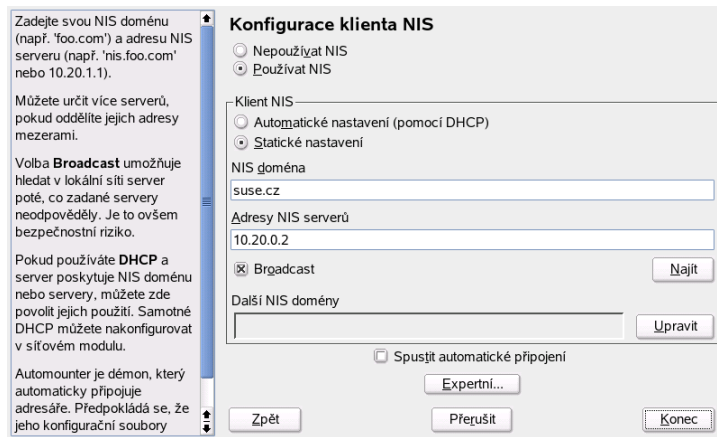 Zadejte svou NIS doménu
(např. 'foo.com') a adresu NIS
serveru (např. 'nis.foo.com'
nebo 10.20.1.1).
Můžete určit více serverů,
pokud oddělíte jejich adresy
mezerami.
Volba Broadcast umožňuje
hledat v lokální síti server
poté, co zadané servery
neodpověděly. Je to ovšem
bezpečnostní riziko.
Pokud používáte DHCP a
server poskytuje NIS doménu
nebo servery, můžete zde
povolit jejich použití. Samotné
DHCP můžete nakonfigurovat
v síťovém modulu.
Automounter je démon, který
automaticky připojuje
adresáře. Předpokládá se, že
jeho konfigurační soubory
Konfigurace klienta NIS
Nepoužívat NIS
Používat NIS
Klient NIS
Automatické nastavení (pomocí DHCP)
Statické nastavení
NIS doména
suse.cz
Adresy NIS serverů
10.20.0.2
Broadcast
Najít
Další NIS domény
Upravit
Spustit automatické připojení
Expertní...
Zpět
Přerušit
Konec